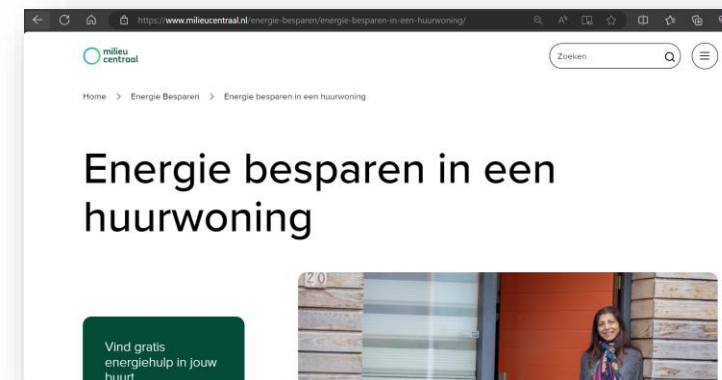 https://www.milieucentraal.nl/energie-besparen/energie-besparen-in-een-huurwoning/
milieu
centraal
Zoeken
Home > Energie Besparen > Energie besparen in een huurwoning
Energie besparen in een
huurwoning
20
Vind gratis
energiehulp in jouw
buurt